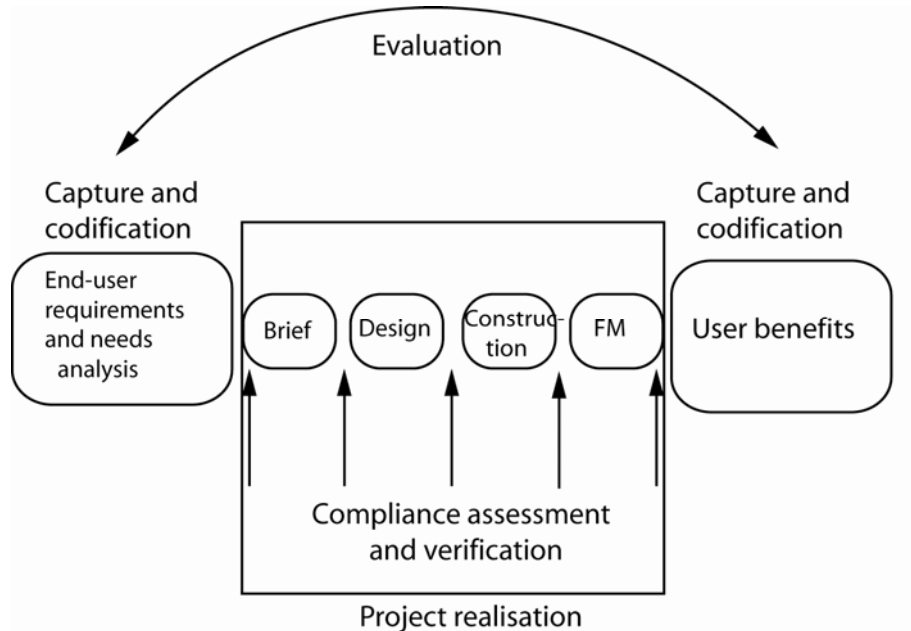 Evaluation
Capture and
codification
End-user
requirements
and needs
analysis
Brief
Design
Construc-
tion
FM
Capture and
codification
User benefits
Compliance assessment
and verification
Project realisation